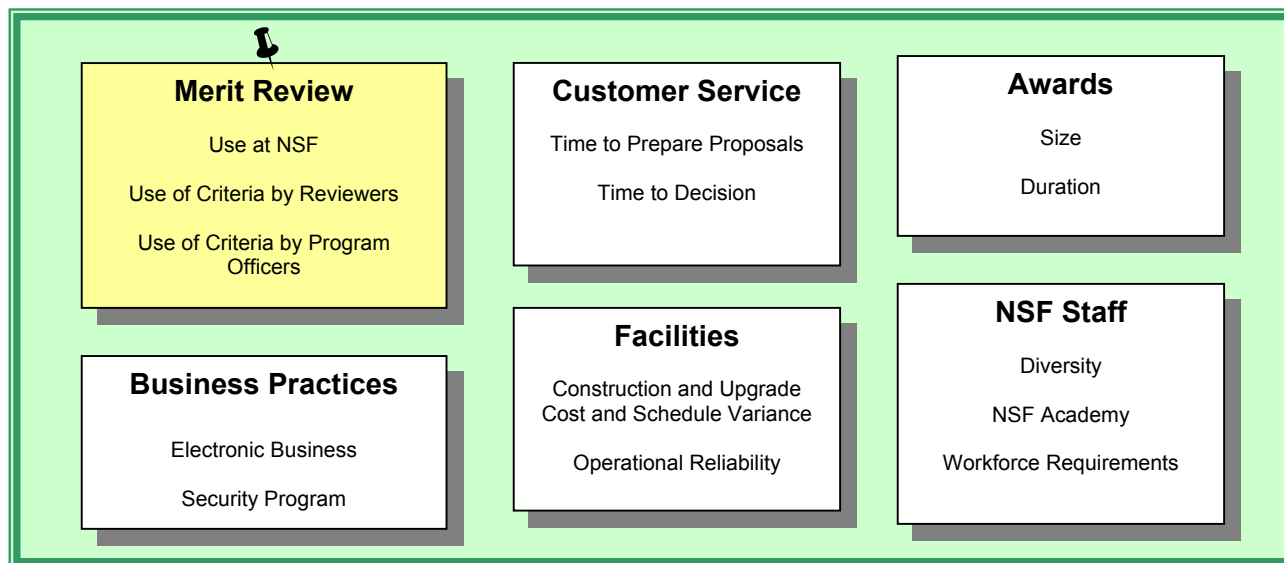 Merit Review
Use at NSF
Use of Criteria by Reviewers
Use of Criteria by Program
Officers
Customer Service
Time to Prepare Proposals
Time to Decision
Awards
Size
Duration
Business Practices
Electronic Business
Security Program
Facilities
Construction and Upgrade
Cost and Schedule Variance
Operational Reliability
NSF Staff
Diversity
NSF Academy
Workforce Requirements